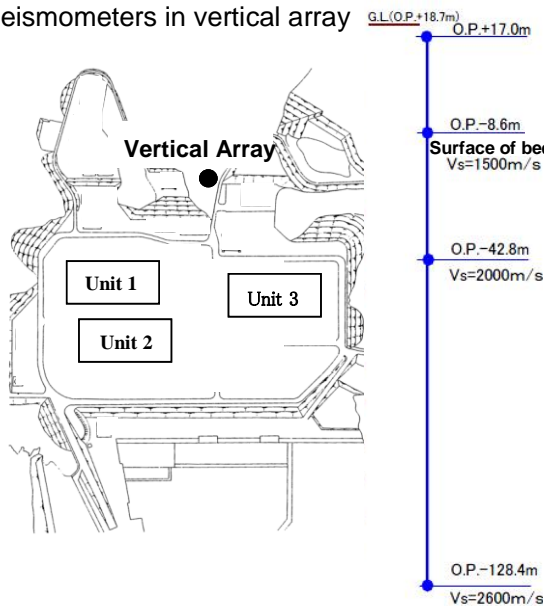 eismometers in vertical array
G.L.(O.P.+18.7m)
O.P.+17.0m
O.P.-8.6m
Vertical Array
Surface of bed
Vs=1500m/s
O.P.-42.8m
Vs=2000m/s
Unit 1
Unit 3
Unit 2
O.P.-128.4m
Vs=2600m/s